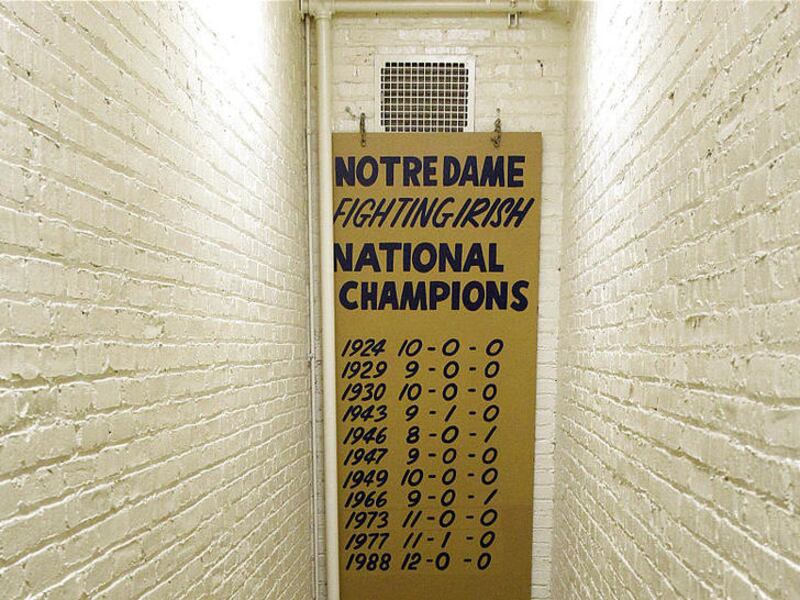 NOTRE DAME
FIGHTING IRISH
NATIONAL
CHAMPIONS
1924 10-0-0
1929 9-0-0
1930 10-0-0
1943 9-1-0
1946 8-0-1
1947 9-0-0
1949 10-0-0
1966 9-0-1
1973 11-0-0
1977 11-1-0
1988 12-0-0